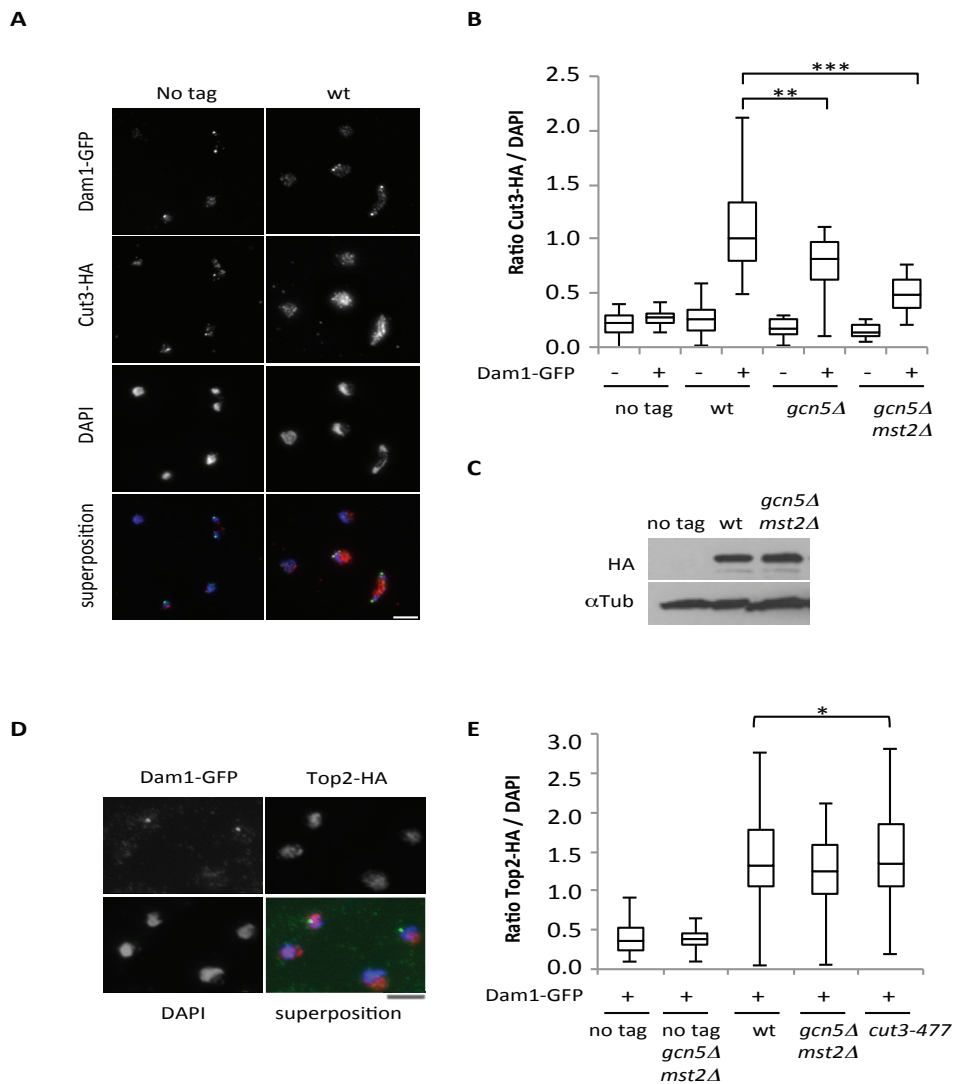 A
No tag
wt
Dam1-GFP
Cut3-HA
DAPI
superposition
B
Ratio Cut3-HA / DAPI
2.5
2.0
1.5
1.0
0.5
0.0
***
**
Dam1-GFP
- + - + - + - +
no tag
wt
gcn5Δ
gcn5Δ
mst2Δ
C
gcn5Δ
no tag wt mst2Δ
HA
αTub
D
Dam1-GFP
Top2-HA
DAPI
superposition
E
Ratio Top2-HA / DAPI
3.0
2.5
2.0
1.5
1.0
0.5
0.0
*
Dam1-GFP
+ + + + +
no tag
no tag
gcn5Δ
mst2Δ
wt
gcn5Δ
mst2Δ
cut3-477